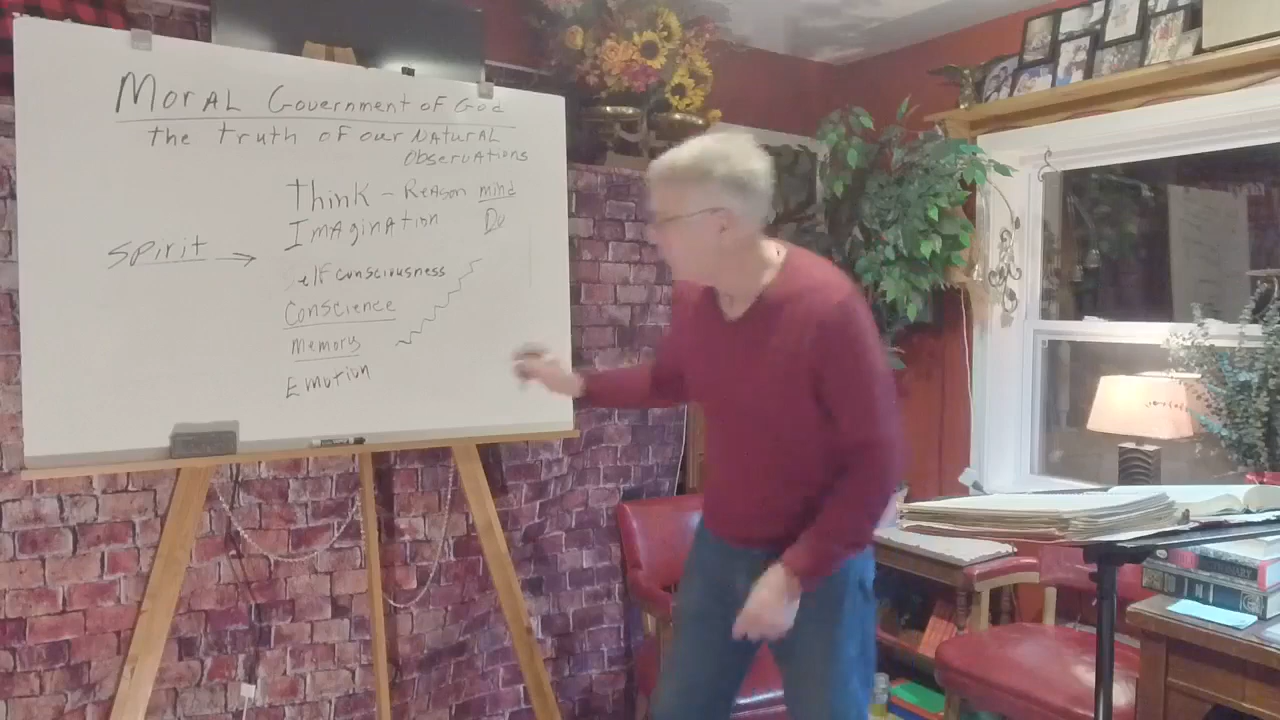 Moral Government of God
the truth of our Natural
Observations
Think - Reason mind
Imagination
Spirit →
elf consciousness
Conscience
Memory
Emotion